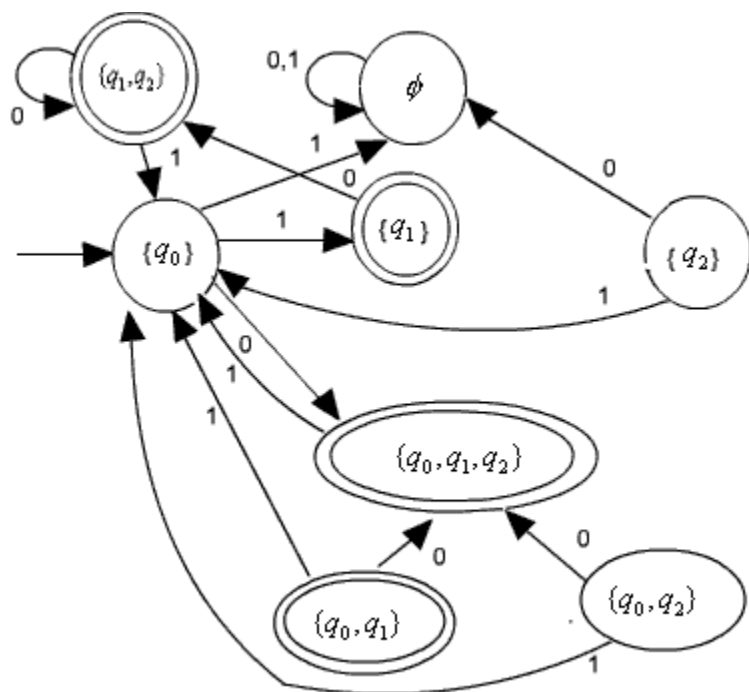 {q₁,q₂}
0,1
ϕ
0
1
1
0
0
{q₁}
1
{q₀}
{q₂}
1
0
1
1
{q₀,q₁,q₂}
0
0
{q₀,q₁}
{q₀,q₂}
1